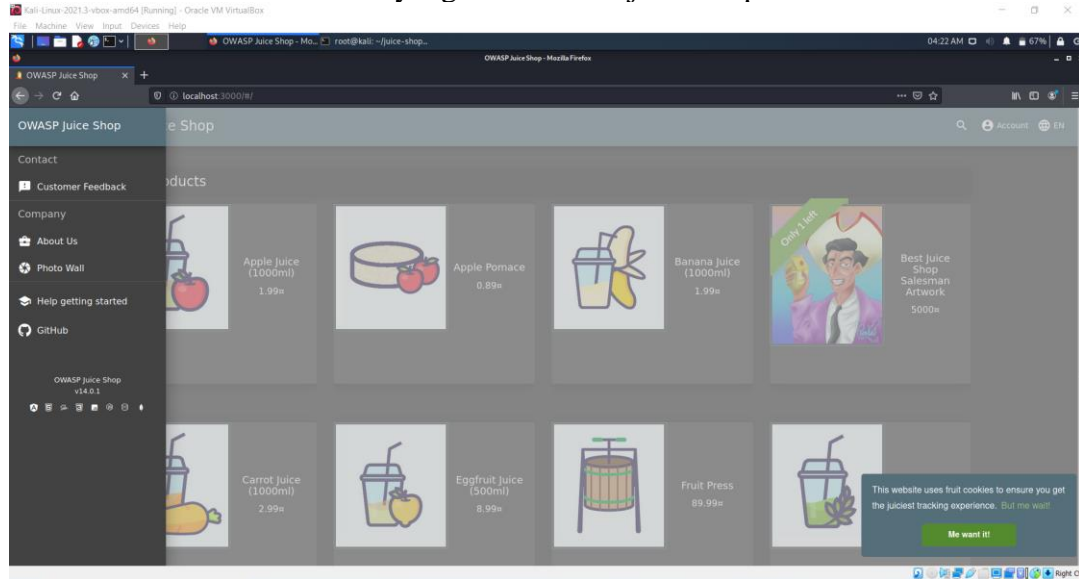 Kali-Linux-2021.3-vbox-amd64 [Running] - Oracle VM VirtualBox
File Machine View Input Devices Help
OWASP Juice Shop - Mo...
root@kali: ~/juice-shop...
04:22 AM
67%
OWASP Juice Shop - Mozilla Firefox
OWASP Juice Shop
localhost:3000/#/
OWASP Juice Shop
e Shop
Account
EN
Contact
Customer Feedback
Company
About Us
Photo Wall
Help getting started
GitHub
OWASP Juice Shop
v14.0.1
oducts
Apple Juice
(1000ml)
1.99¤
Apple Pomace
0.89¤
Banana Juice
(1000ml)
1.99¤
Only 1 left
Best Juice
Shop
Salesman
Artwork
5000¤
Carrot Juice
(1000ml)
2.99¤
Eggfruit Juice
(500ml)
8.99¤
Fruit Press
89.99¤
This website uses fruit cookies to ensure you get
the juiciest tracking experience. But me wait!
Me want it!
Right C